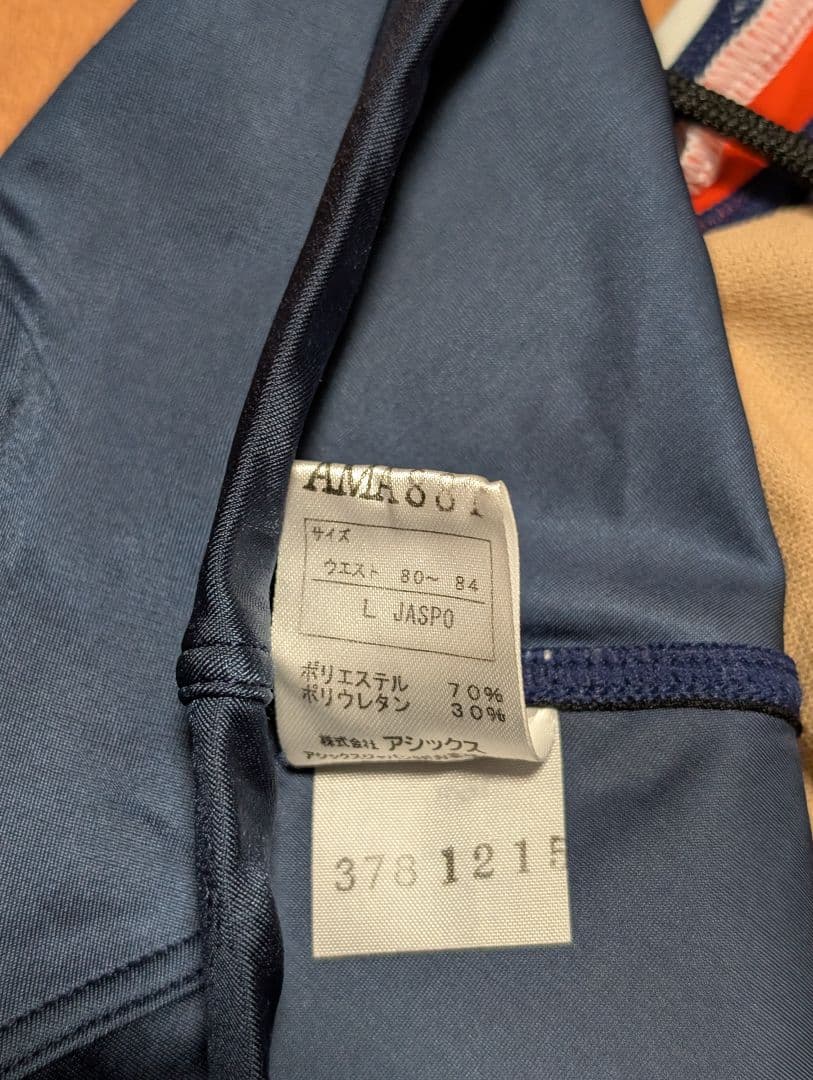 サイズ
ウエスト 80〜 84
L JASPO
ポリエステル 70%
ポリウレタン 30%
株式会社 アシックス
378 1215